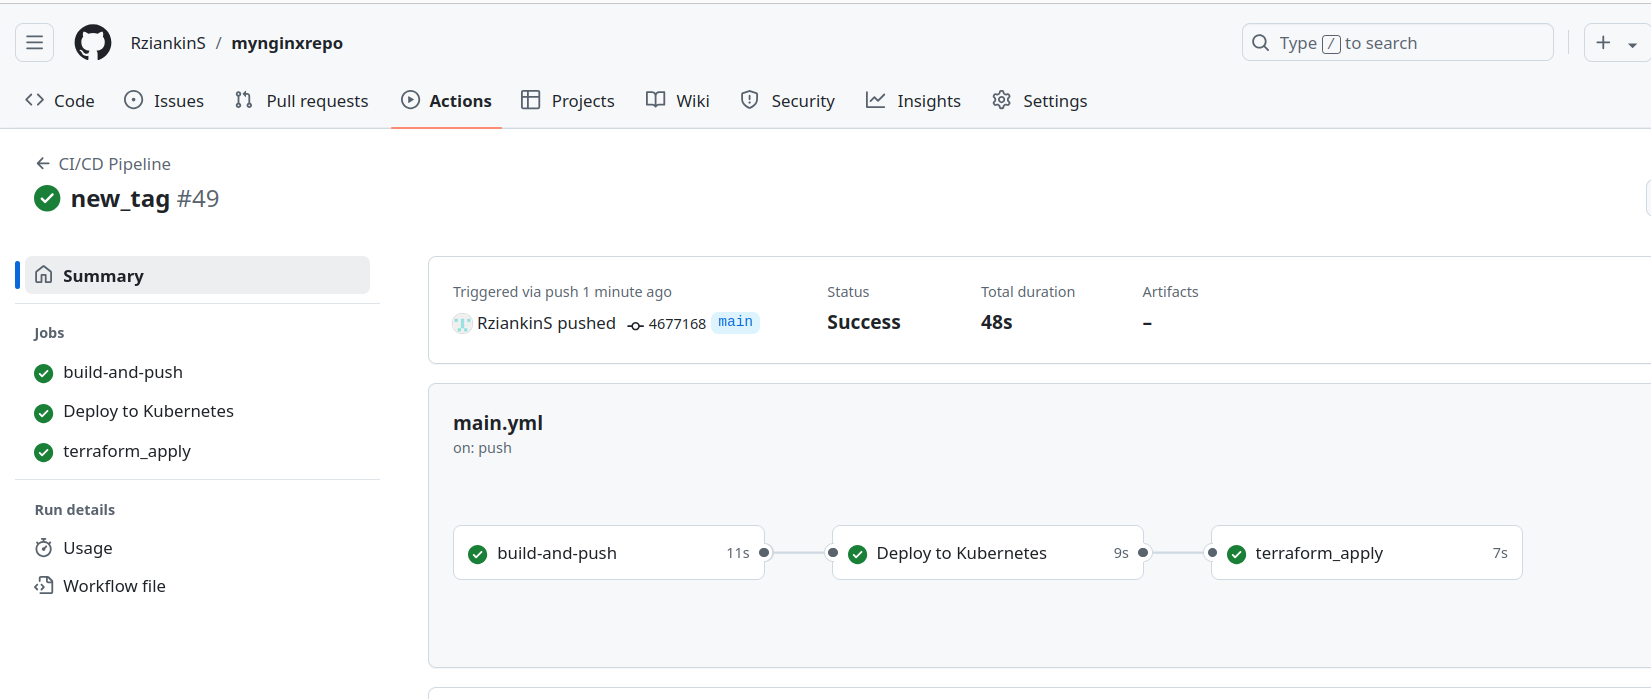 RziankinS / mynginxrepo
Type / to search
Code Issues Pull requests Actions Projects Wiki Security Insights Settings
CI/CD Pipeline
new_tag #49
Summary
Jobs
build-and-push
Deploy to Kubernetes
terraform_apply
Run details
Usage
Workflow file
Triggered via push 1 minute ago
RziankinS pushed 4677168 main
Status
Success
Total duration
48s
Artifacts
–
main.yml
on: push
build-and-push 11s
Deploy to Kubernetes 9s
terraform_apply 7s